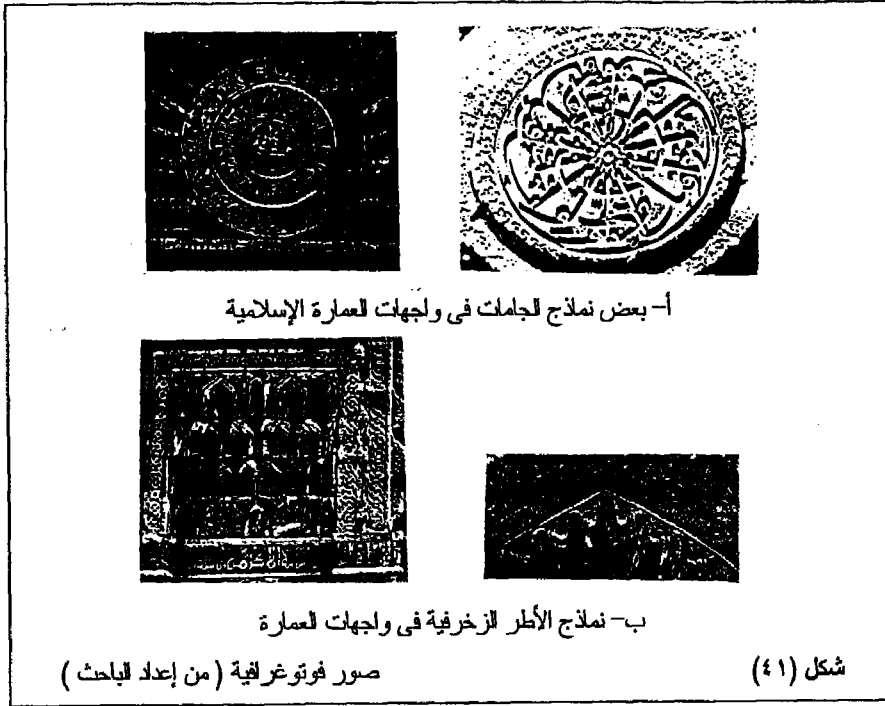 أ- بعض نماذج الجامات فى واجهات العمارة الإسلامية
ب- نماذج الأطر الزخرفية فى واجهات العمارة
شكل (٤١) صور فوتوغرافية ( من إعداد الباحث )